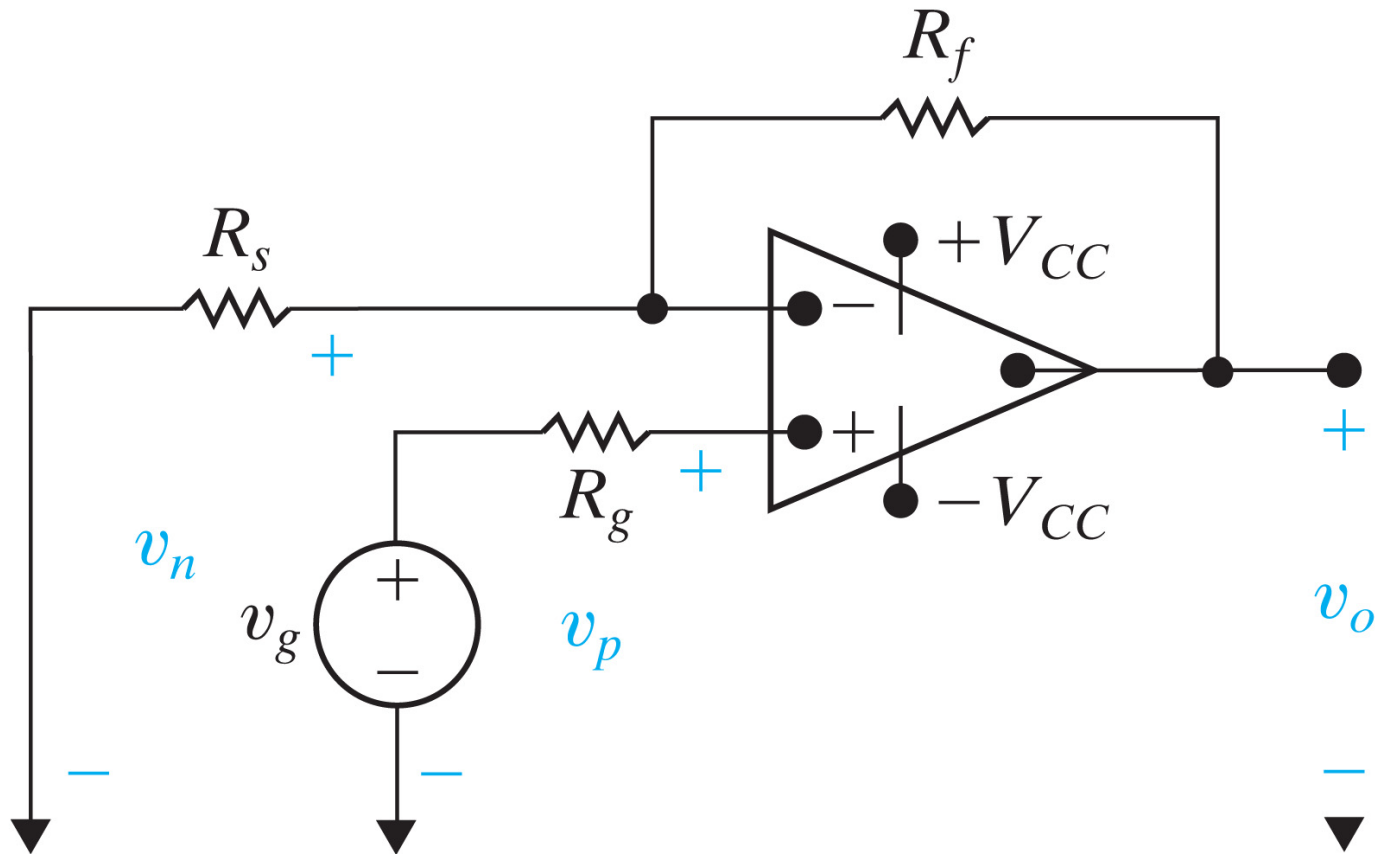 R_f
R_s
+V_CC
−
+
+
R_g
+
+
−V_CC
v_n
v_g
+
−
v_p
v_o
−
−
−